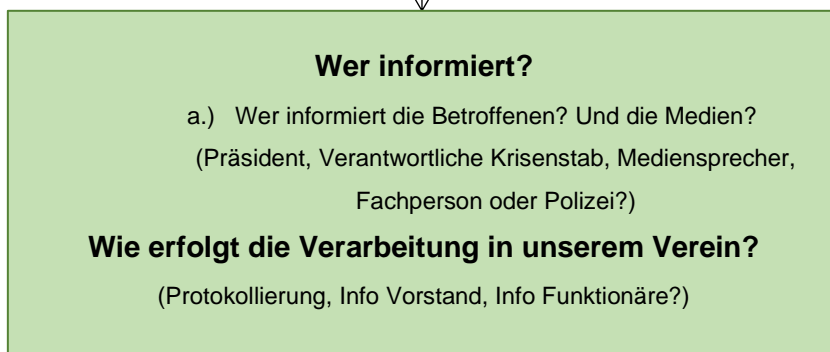 Wer informiert?
a.) Wer informiert die Betroffenen? Und die Medien?
(Präsident, Verantwortliche Krisenstab, Mediensprecher,
Fachperson oder Polizei?)
Wie erfolgt die Verarbeitung in unserem Verein?
(Protokollierung, Info Vorstand, Info Funktionäre?)